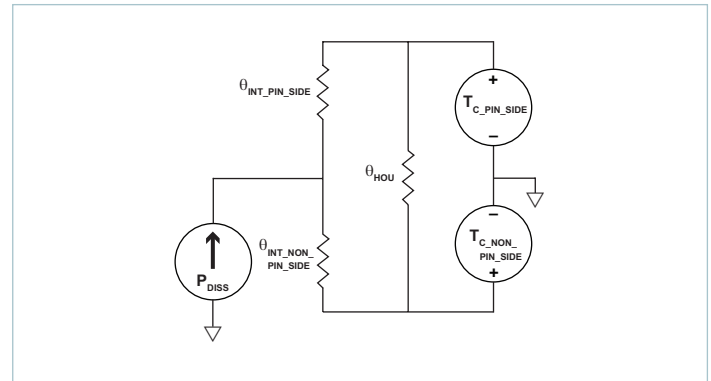 θINT_PIN_SIDE
+
TC_PIN_SIDE
–
θHOU
–
TC_NON_
PIN_SIDE
+
θINT_NON_
PIN_SIDE
PDISS